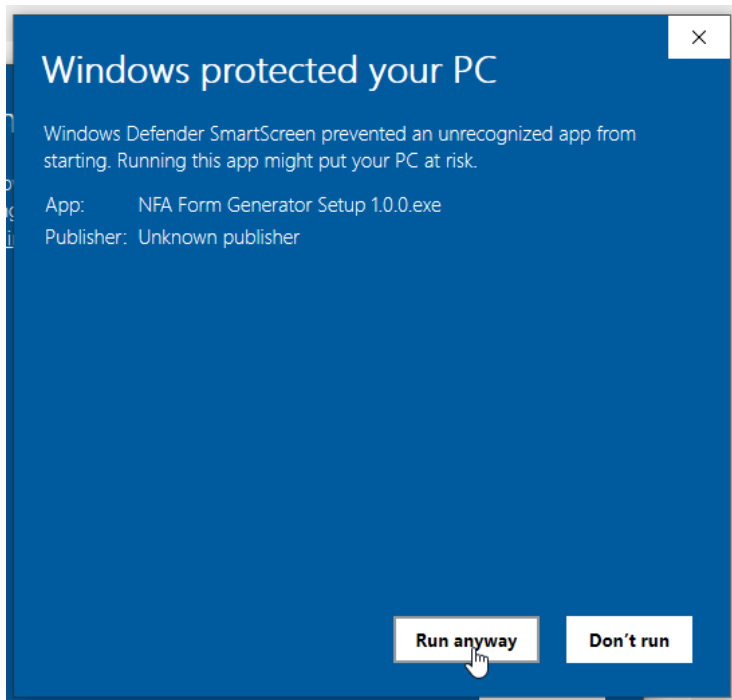 Windows protected your PC
Windows Defender SmartScreen prevented an unrecognized app from
starting. Running this app might put your PC at risk.
App: NFA Form Generator Setup 1.0.0.exe
Publisher: Unknown publisher
Run anyway
Don't run